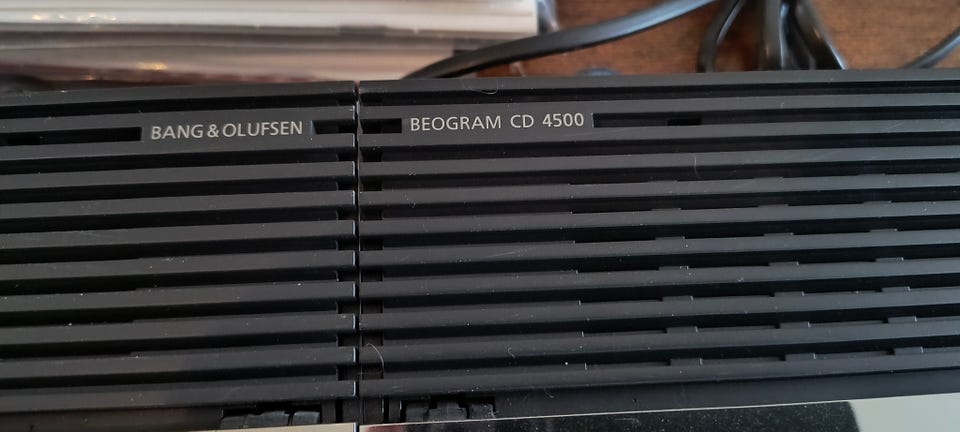 BANG & OLUFSEN
BEOGRAM CD 4500